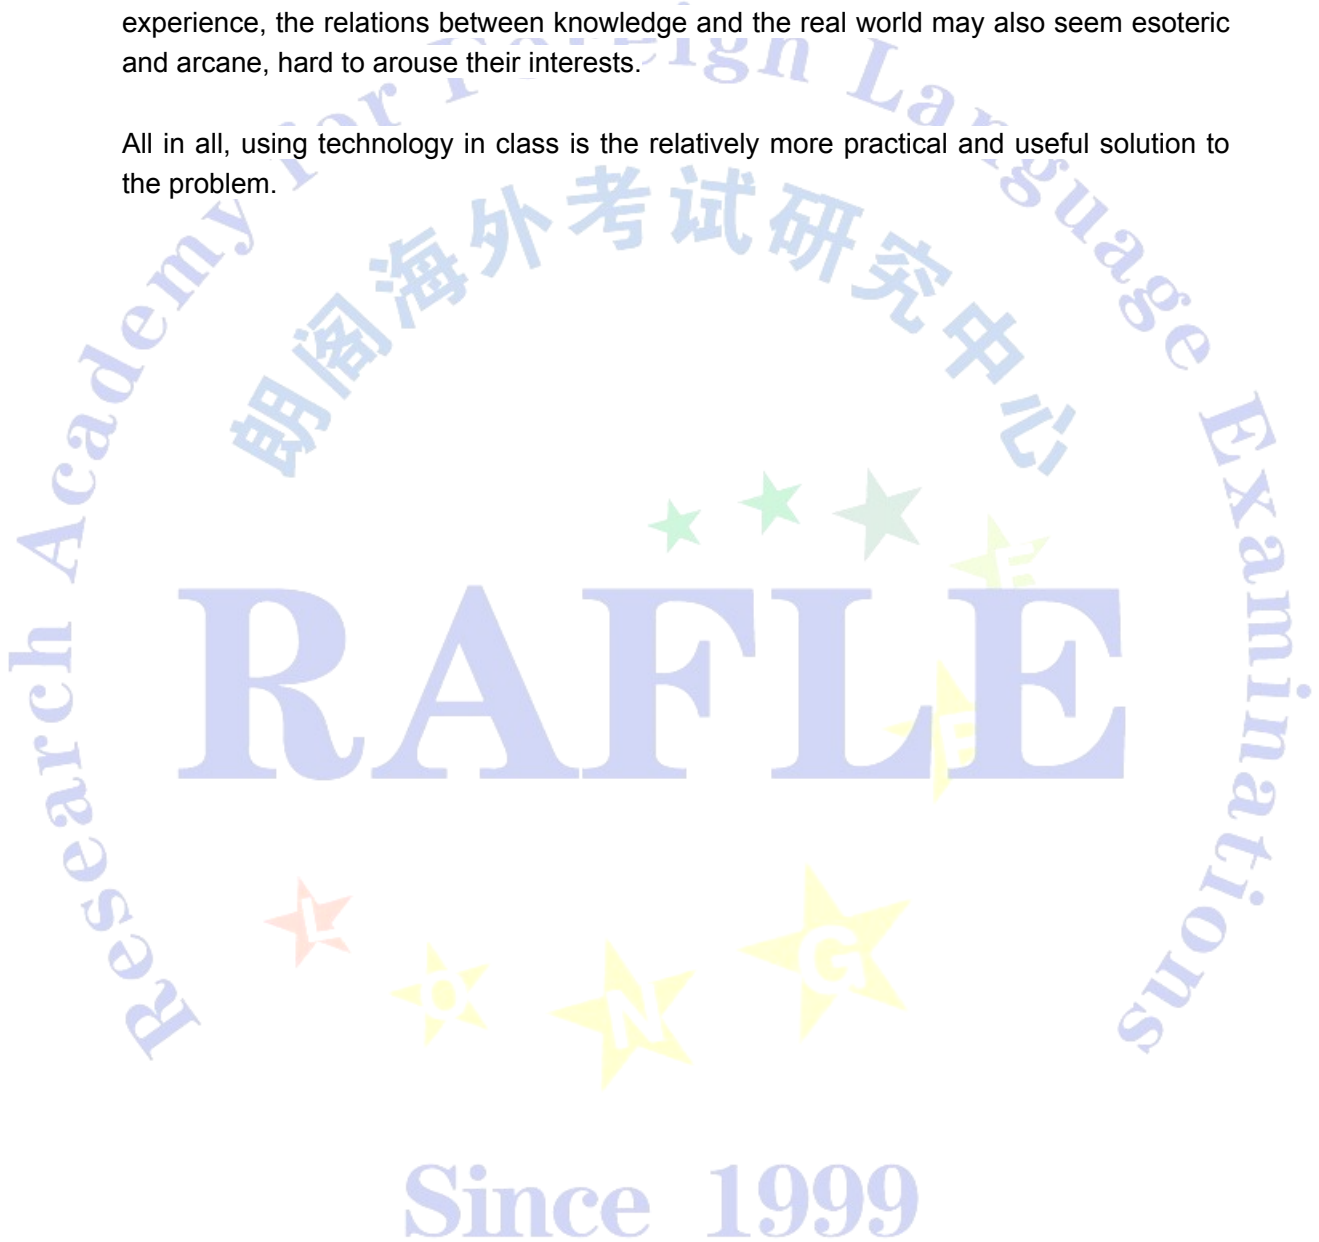 experience, the relations between knowledge and the real world may also seem esoteric
and arcane, hard to arouse their interests.
All in all, using technology in class is the relatively more practical and useful solution to
the problem.
Research Academy for Foreign Language Examinations
朗阁海外考试研究中心
RAFLE
L O N G
Since 1999